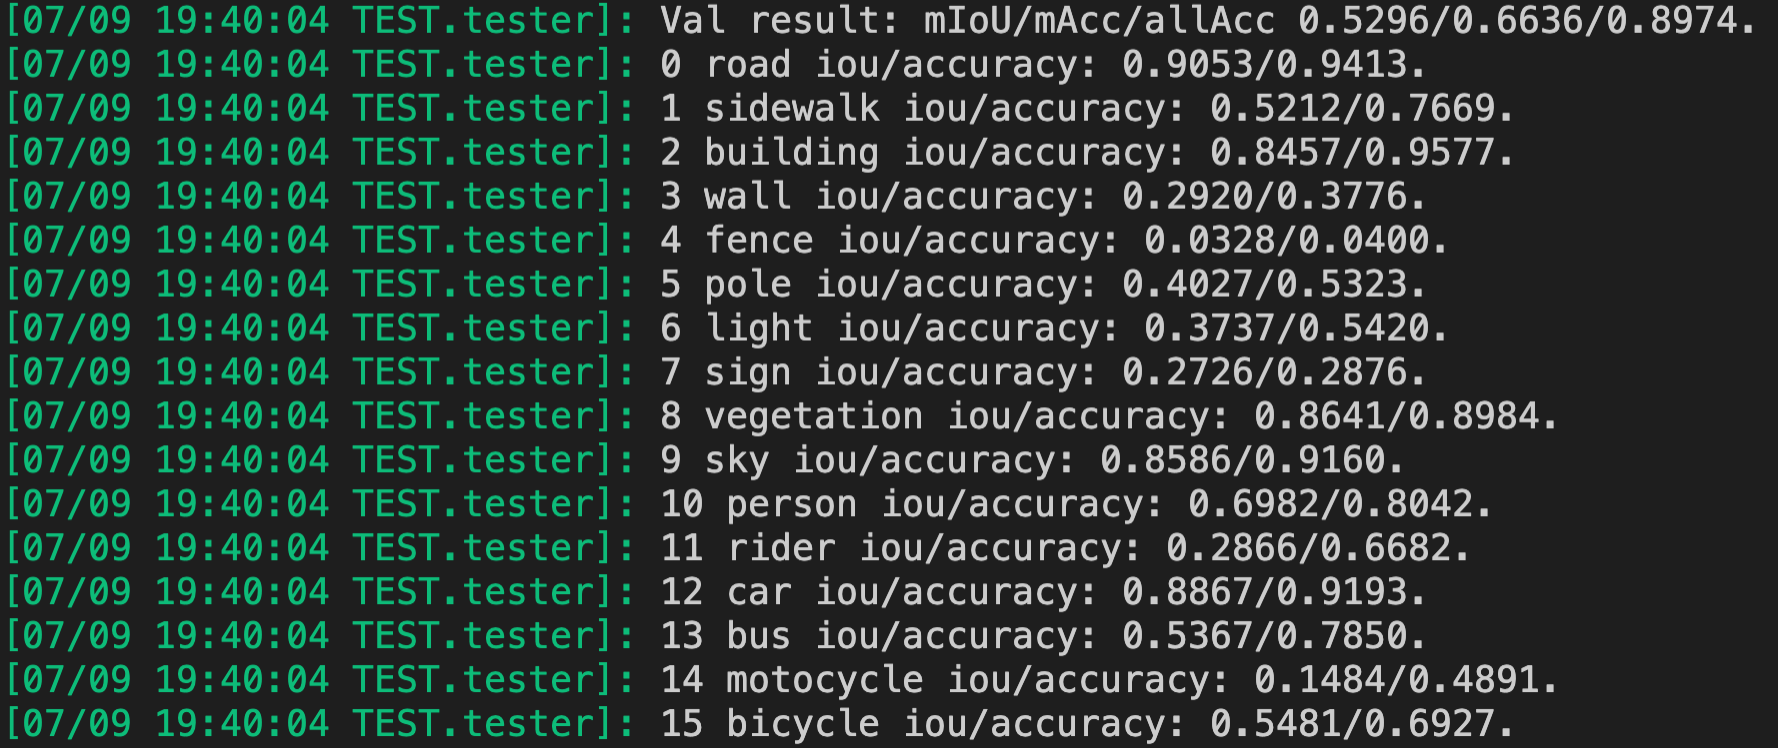 [07/09 19:40:04 TEST.tester]: Val result: mIoU/mAcc/allAcc 0.5296/0.6636/0.8974.
[07/09 19:40:04 TEST.tester]: 0 road iou/accuracy: 0.9053/0.9413.
[07/09 19:40:04 TEST.tester]: 1 sidewalk iou/accuracy: 0.5212/0.7669.
[07/09 19:40:04 TEST.tester]: 2 building iou/accuracy: 0.8457/0.9577.
[07/09 19:40:04 TEST.tester]: 3 wall iou/accuracy: 0.2920/0.3776.
[07/09 19:40:04 TEST.tester]: 4 fence iou/accuracy: 0.0328/0.0400.
[07/09 19:40:04 TEST.tester]: 5 pole iou/accuracy: 0.4027/0.5323.
[07/09 19:40:04 TEST.tester]: 6 light iou/accuracy: 0.3737/0.5420.
[07/09 19:40:04 TEST.tester]: 7 sign iou/accuracy: 0.2726/0.2876.
[07/09 19:40:04 TEST.tester]: 8 vegetation iou/accuracy: 0.8641/0.8984.
[07/09 19:40:04 TEST.tester]: 9 sky iou/accuracy: 0.8586/0.9160.
[07/09 19:40:04 TEST.tester]: 10 person iou/accuracy: 0.6982/0.8042.
[07/09 19:40:04 TEST.tester]: 11 rider iou/accuracy: 0.2866/0.6682.
[07/09 19:40:04 TEST.tester]: 12 car iou/accuracy: 0.8867/0.9193.
[07/09 19:40:04 TEST.tester]: 13 bus iou/accuracy: 0.5367/0.7850.
[07/09 19:40:04 TEST.tester]: 14 motocycle iou/accuracy: 0.1484/0.4891.
[07/09 19:40:04 TEST.tester]: 15 bicycle iou/accuracy: 0.5481/0.6927.